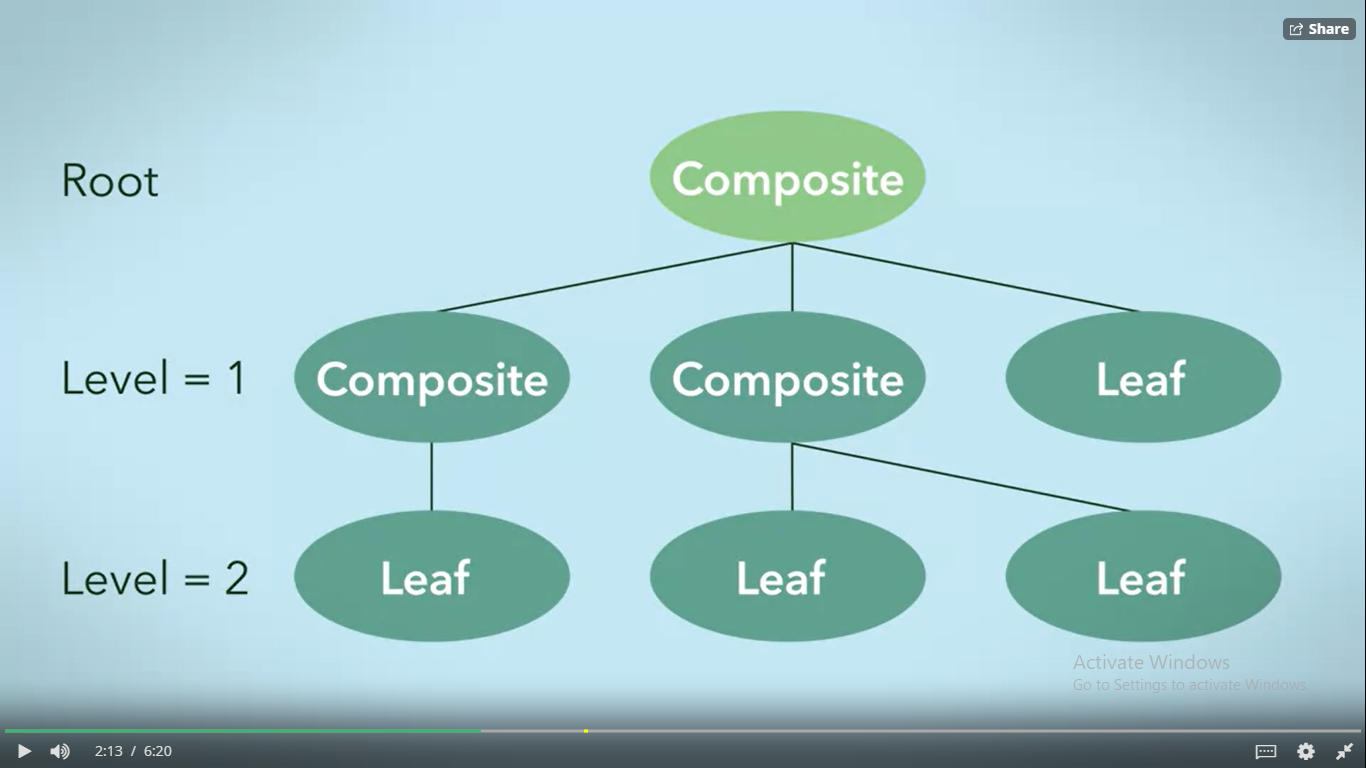 Share
Composite
Root
Composite
Composite
Leaf
Level = 1
Leaf
Leaf
Leaf
Level = 2
Activate Windows
Go to Settings to activate Windows.
2:13 / 6:20